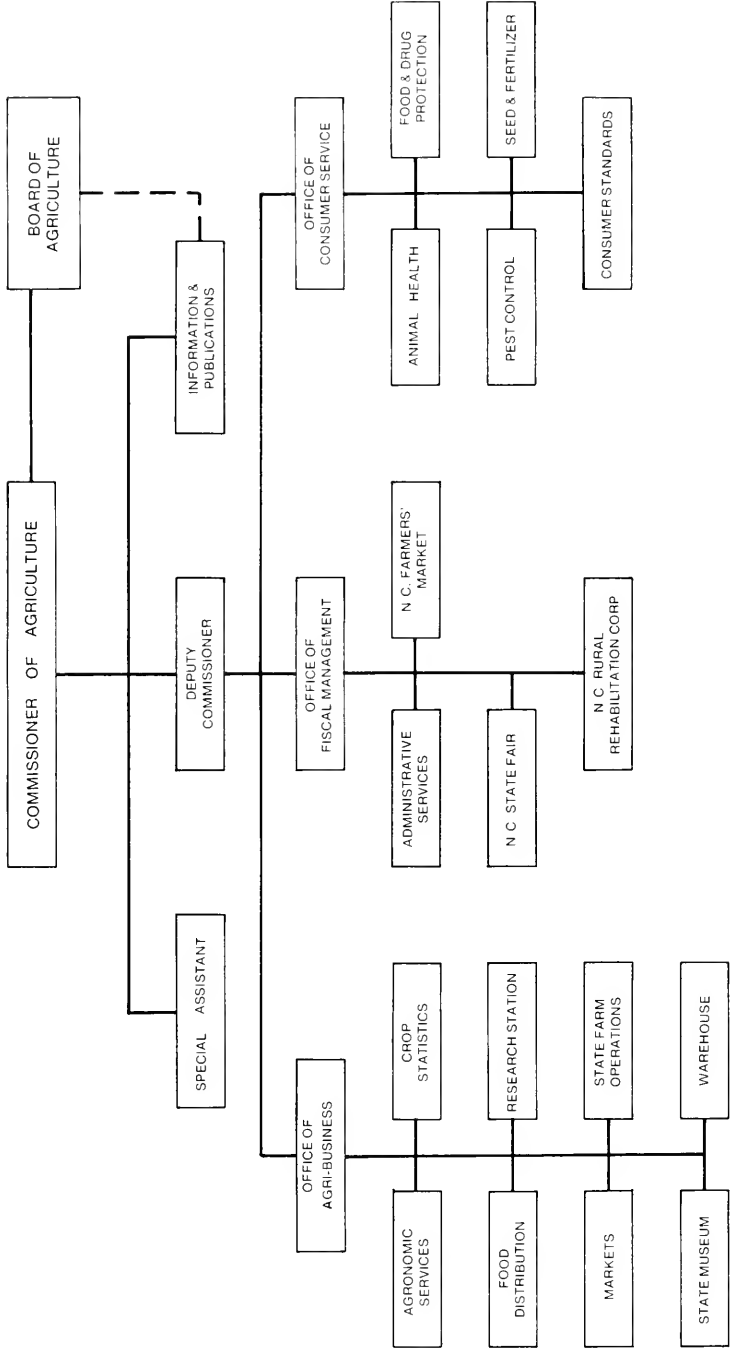 COMMISSIONER OF AGRICULTURE
BOARD OF
AGRICULTURE
SPECIAL ASSISTANT
DEPUTY
COMMISSIONER
INFORMATION &
PUBLICATIONS
OFFICE OF
AGRI-BUSINESS
OFFICE OF
FISCAL MANAGEMENT
OFFICE OF
CONSUMER SERVICE
AGRONOMIC
SERVICES
CROP
STATISTICS
FOOD
DISTRIBUTION
RESEARCH STATION
MARKETS
STATE FARM
OPERATIONS
STATE MUSEUM
WAREHOUSE
ADMINISTRATIVE
SERVICES
N.C. FARMERS'
MARKET
N C STATE FAIR
N C RURAL
REHABILITATION CORP
ANIMAL HEALTH
FOOD & DRUG
PROTECTION
PEST CONTROL
SEED & FERTILIZER
CONSUMER STANDARDS